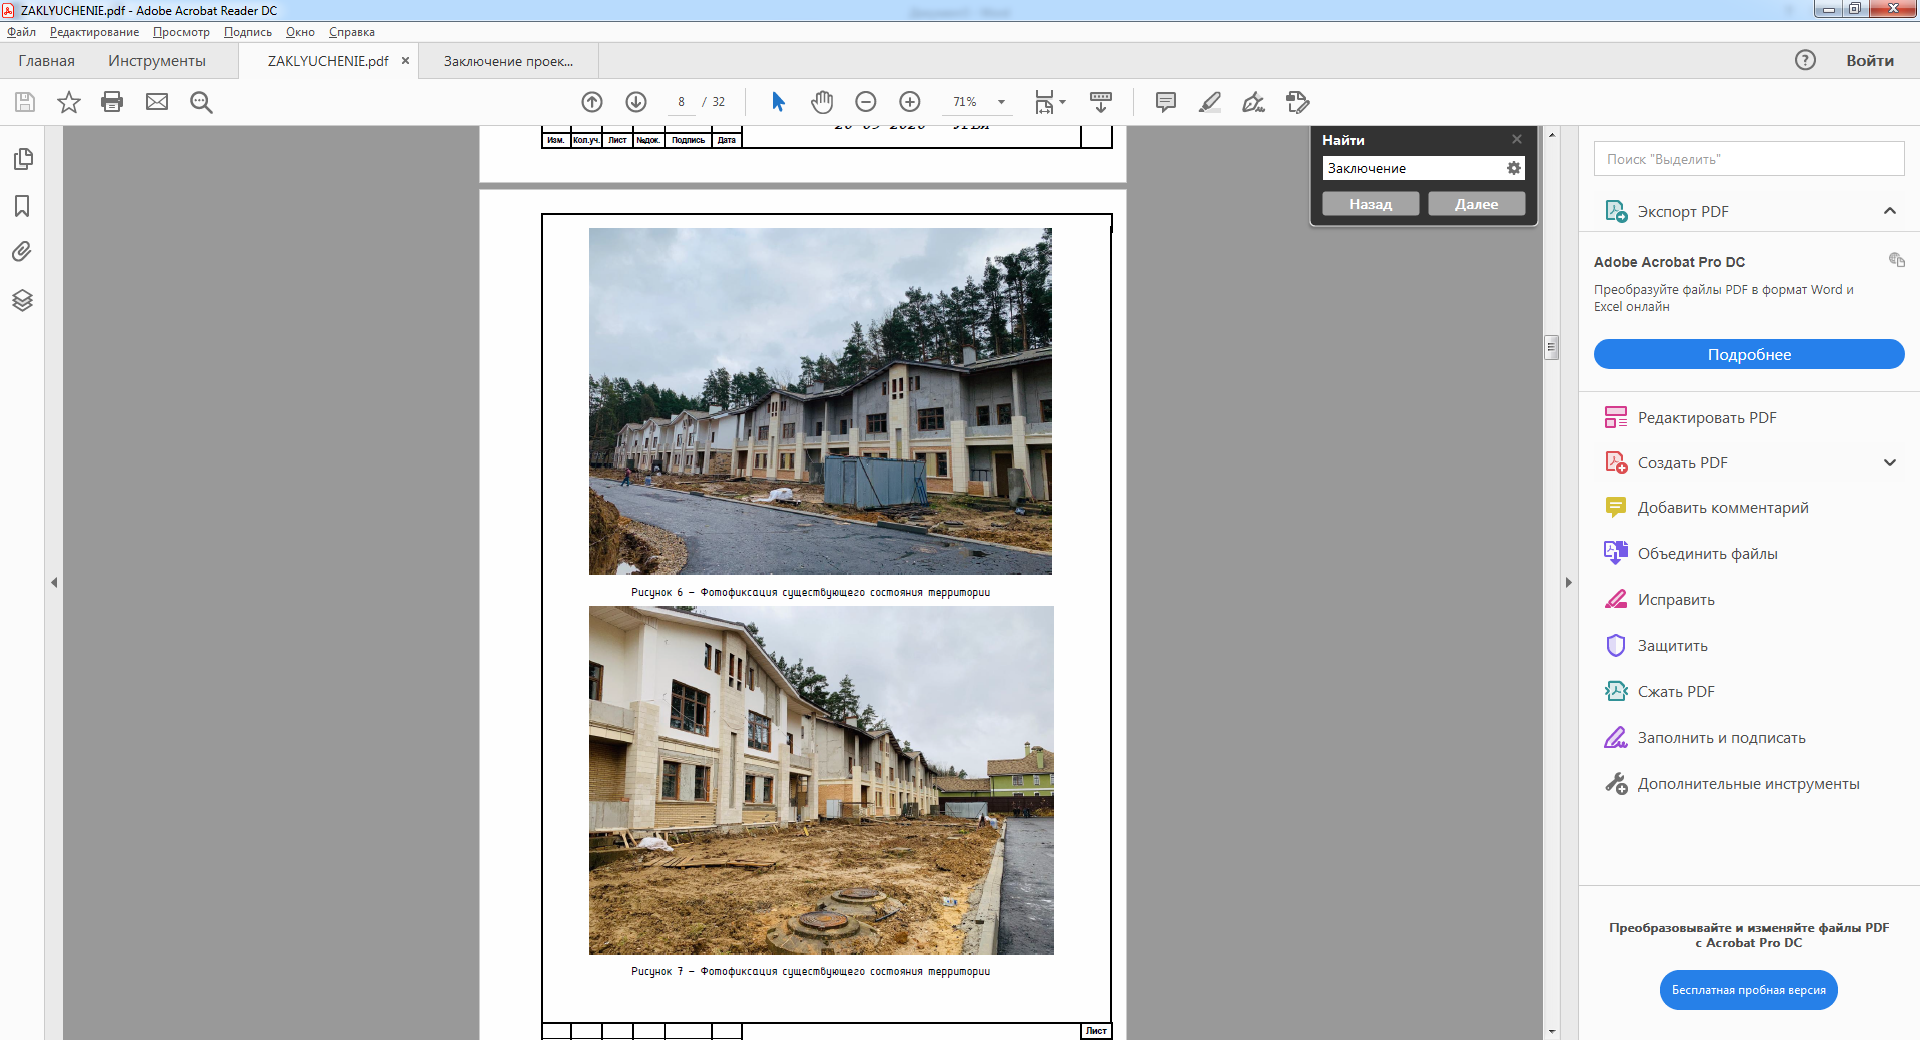 ZAKLYUCHENIE.pdf - Adobe Acrobat Reader DC
Файл Редактирование Просмотр Подпись Окно Справка
Главная Инструменты ZAKLYUCHENIE.pdf × Заключение проек... Войти
8 / 32 71%
Изм. Кол.уч. Лист №док. Подпись Дата
Найти
Заключение
Назад Далее
Рисунок 6 – Фотофиксация существующего состояния территории
Рисунок 7 – Фотофиксация существующего состояния территории
Лист
Поиск "Выделить"
Экспорт PDF
Adobe Acrobat Pro DC
Преобразуйте файлы PDF в формат Word и
Excel онлайн
Подробнее
Редактировать PDF
Создать PDF
Добавить комментарий
Объединить файлы
Исправить
Защитить
Сжать PDF
Заполнить и подписать
Дополнительные инструменты
Преобразовывайте и изменяйте файлы PDF
с Acrobat Pro DC
Бесплатная пробная версия